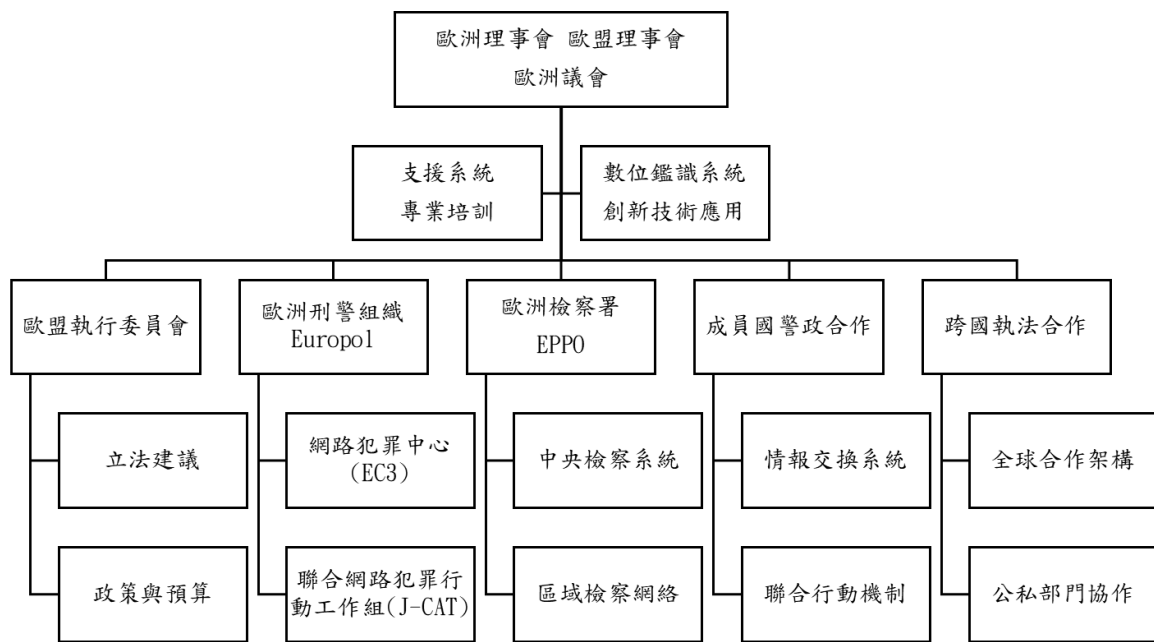 歐洲理事會 歐盟理事會
歐洲議會
支援系統
專業培訓
數位鑑識系統
創新技術應用
歐盟執行委員會
歐洲刑警組織
Europol
歐洲檢察署
EPPO
成員國警政合作
跨國執法合作
立法建議
網路犯罪中心
(EC3)
中央檢察系統
情報交換系統
全球合作架構
政策與預算
聯合網路犯罪行
動工作組(J-CAT)
區域檢察網絡
聯合行動機制
公私部門協作